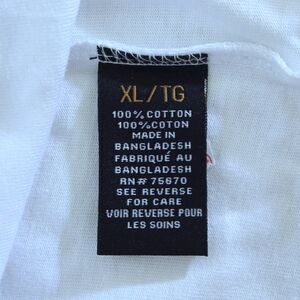 XL/TG
100% COTTON
100% COTON
MADE IN
BANGLADESH
FABRIQUÉ AU
BANGLADESH
RN# 75670
SEE REVERSE
FOR CARE
VOIR REVERSE POUR
LES SOINS